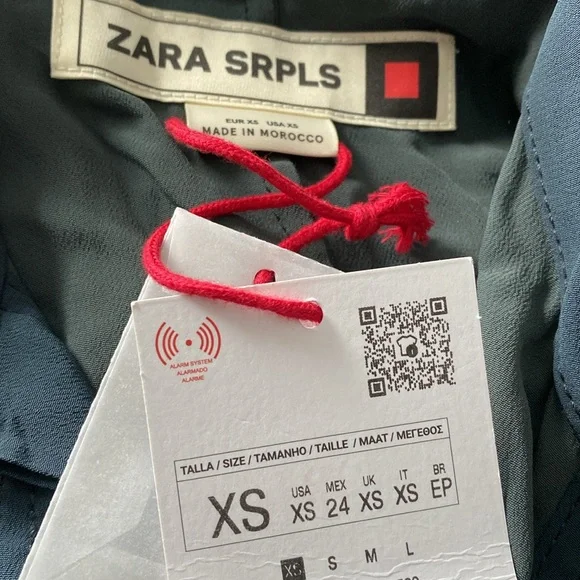 ZARA SRPLS
EUR XS USA XS
MADE IN MOROCCO
ALARM SYSTEM
ALARMADO
ALARME
TALLA / SIZE / TAMANHO / TAILLE / MAAT / ΜΕΓΕΘΟΣ
XS
USA MEX UK IT BR
XS 24 XS XS EP
XS S M L